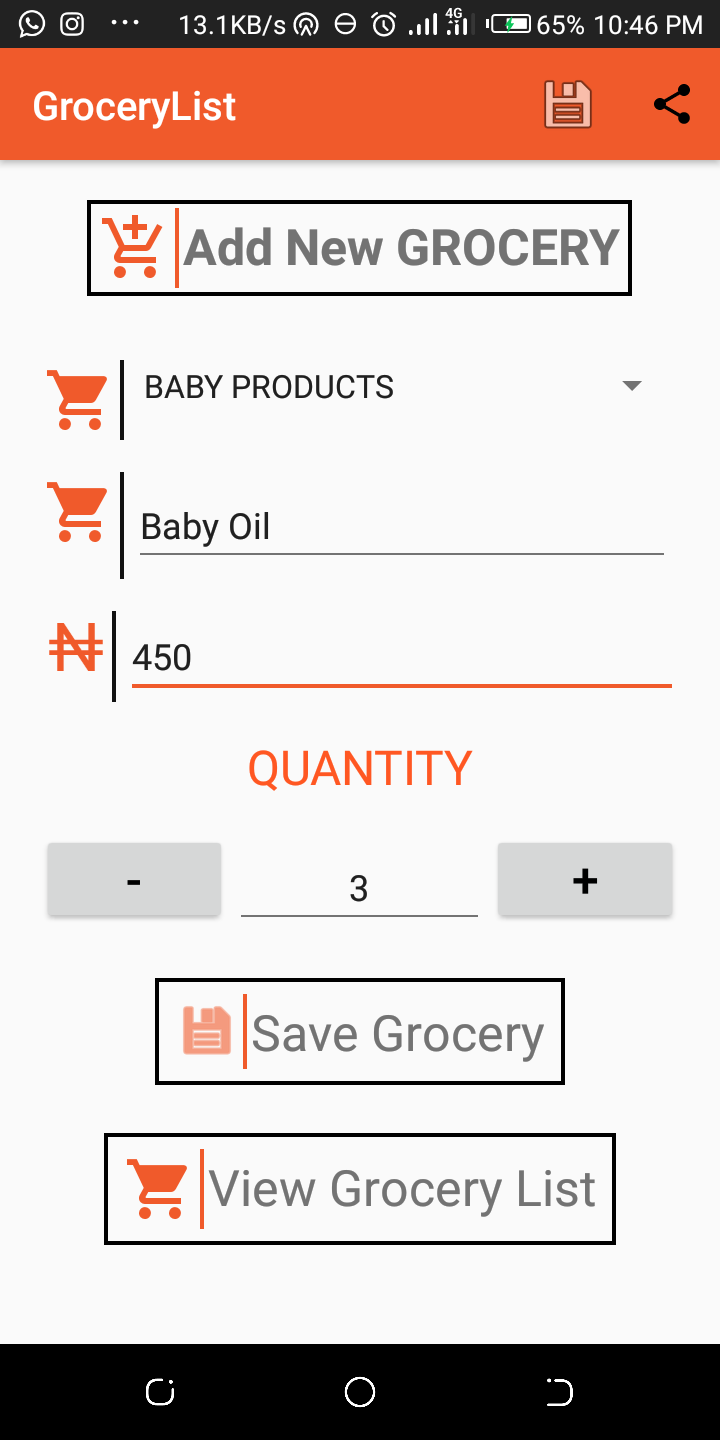 13.1KB/s 4G 65% 10:46 PM
GroceryList
Add New GROCERY
BABY PRODUCTS
Baby Oil
₦ 450
QUANTITY
- 3 +
Save Grocery
View Grocery List